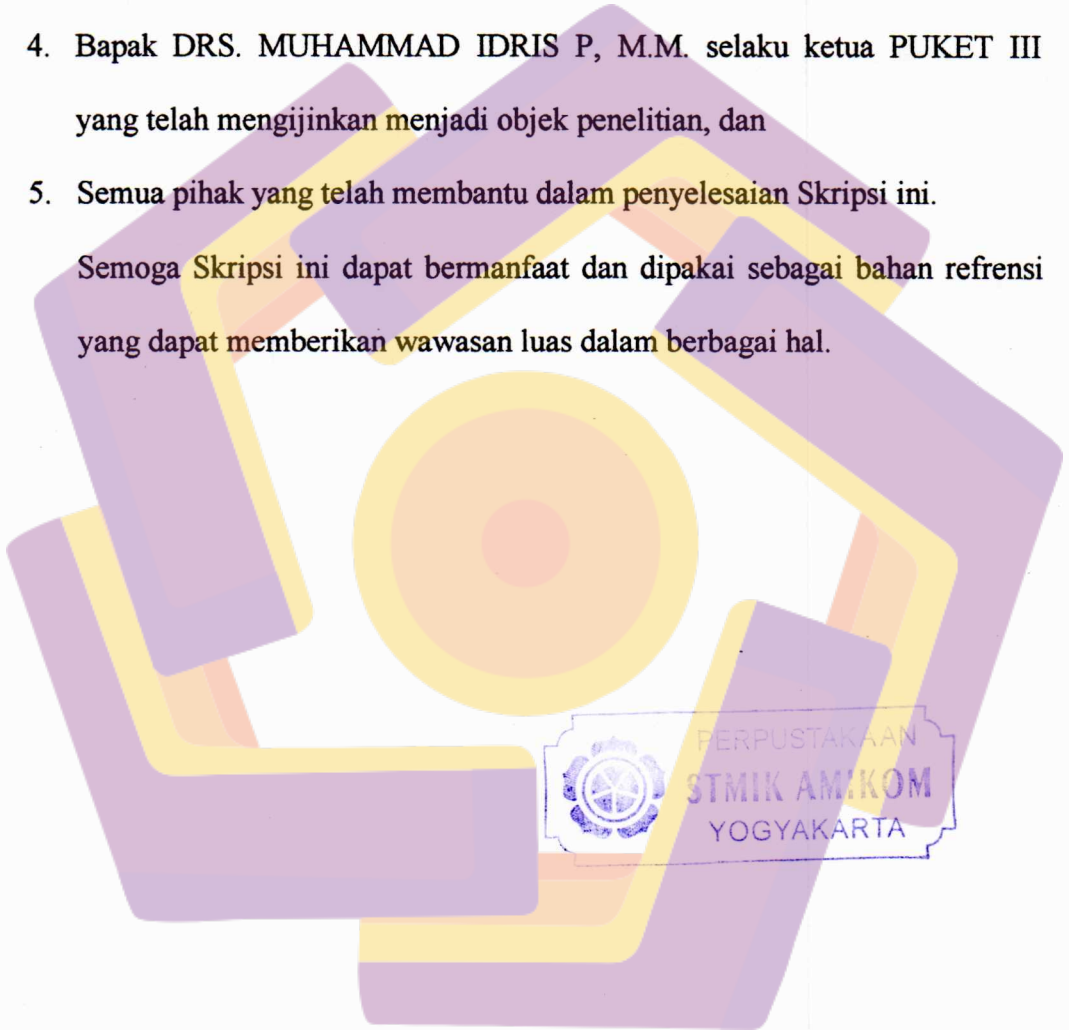 4. Bapak DRS. MUHAMMAD IDRIS P, M.M. selaku ketua PUKET III
yang telah mengijinkan menjadi objek penelitian, dan
5. Semua pihak yang telah membantu dalam penyelesaian Skripsi ini.
Semoga Skripsi ini dapat bermanfaat dan dipakai sebagai bahan refrensi
yang dapat memberikan wawasan luas dalam berbagai hal.
PERPUSTAKAAN
STMIK AMIKOM
YOGYAKARTA